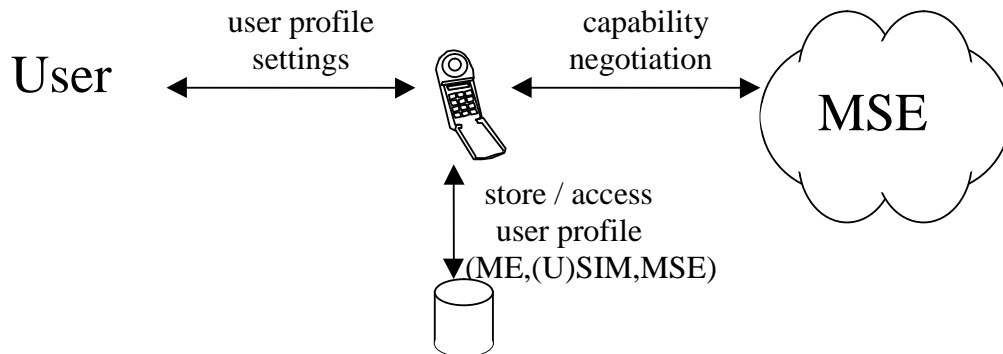 user profile
settings
capability
negotiation
User
MSE
store / access
user profile
(ME,(U)SIM,MSE)